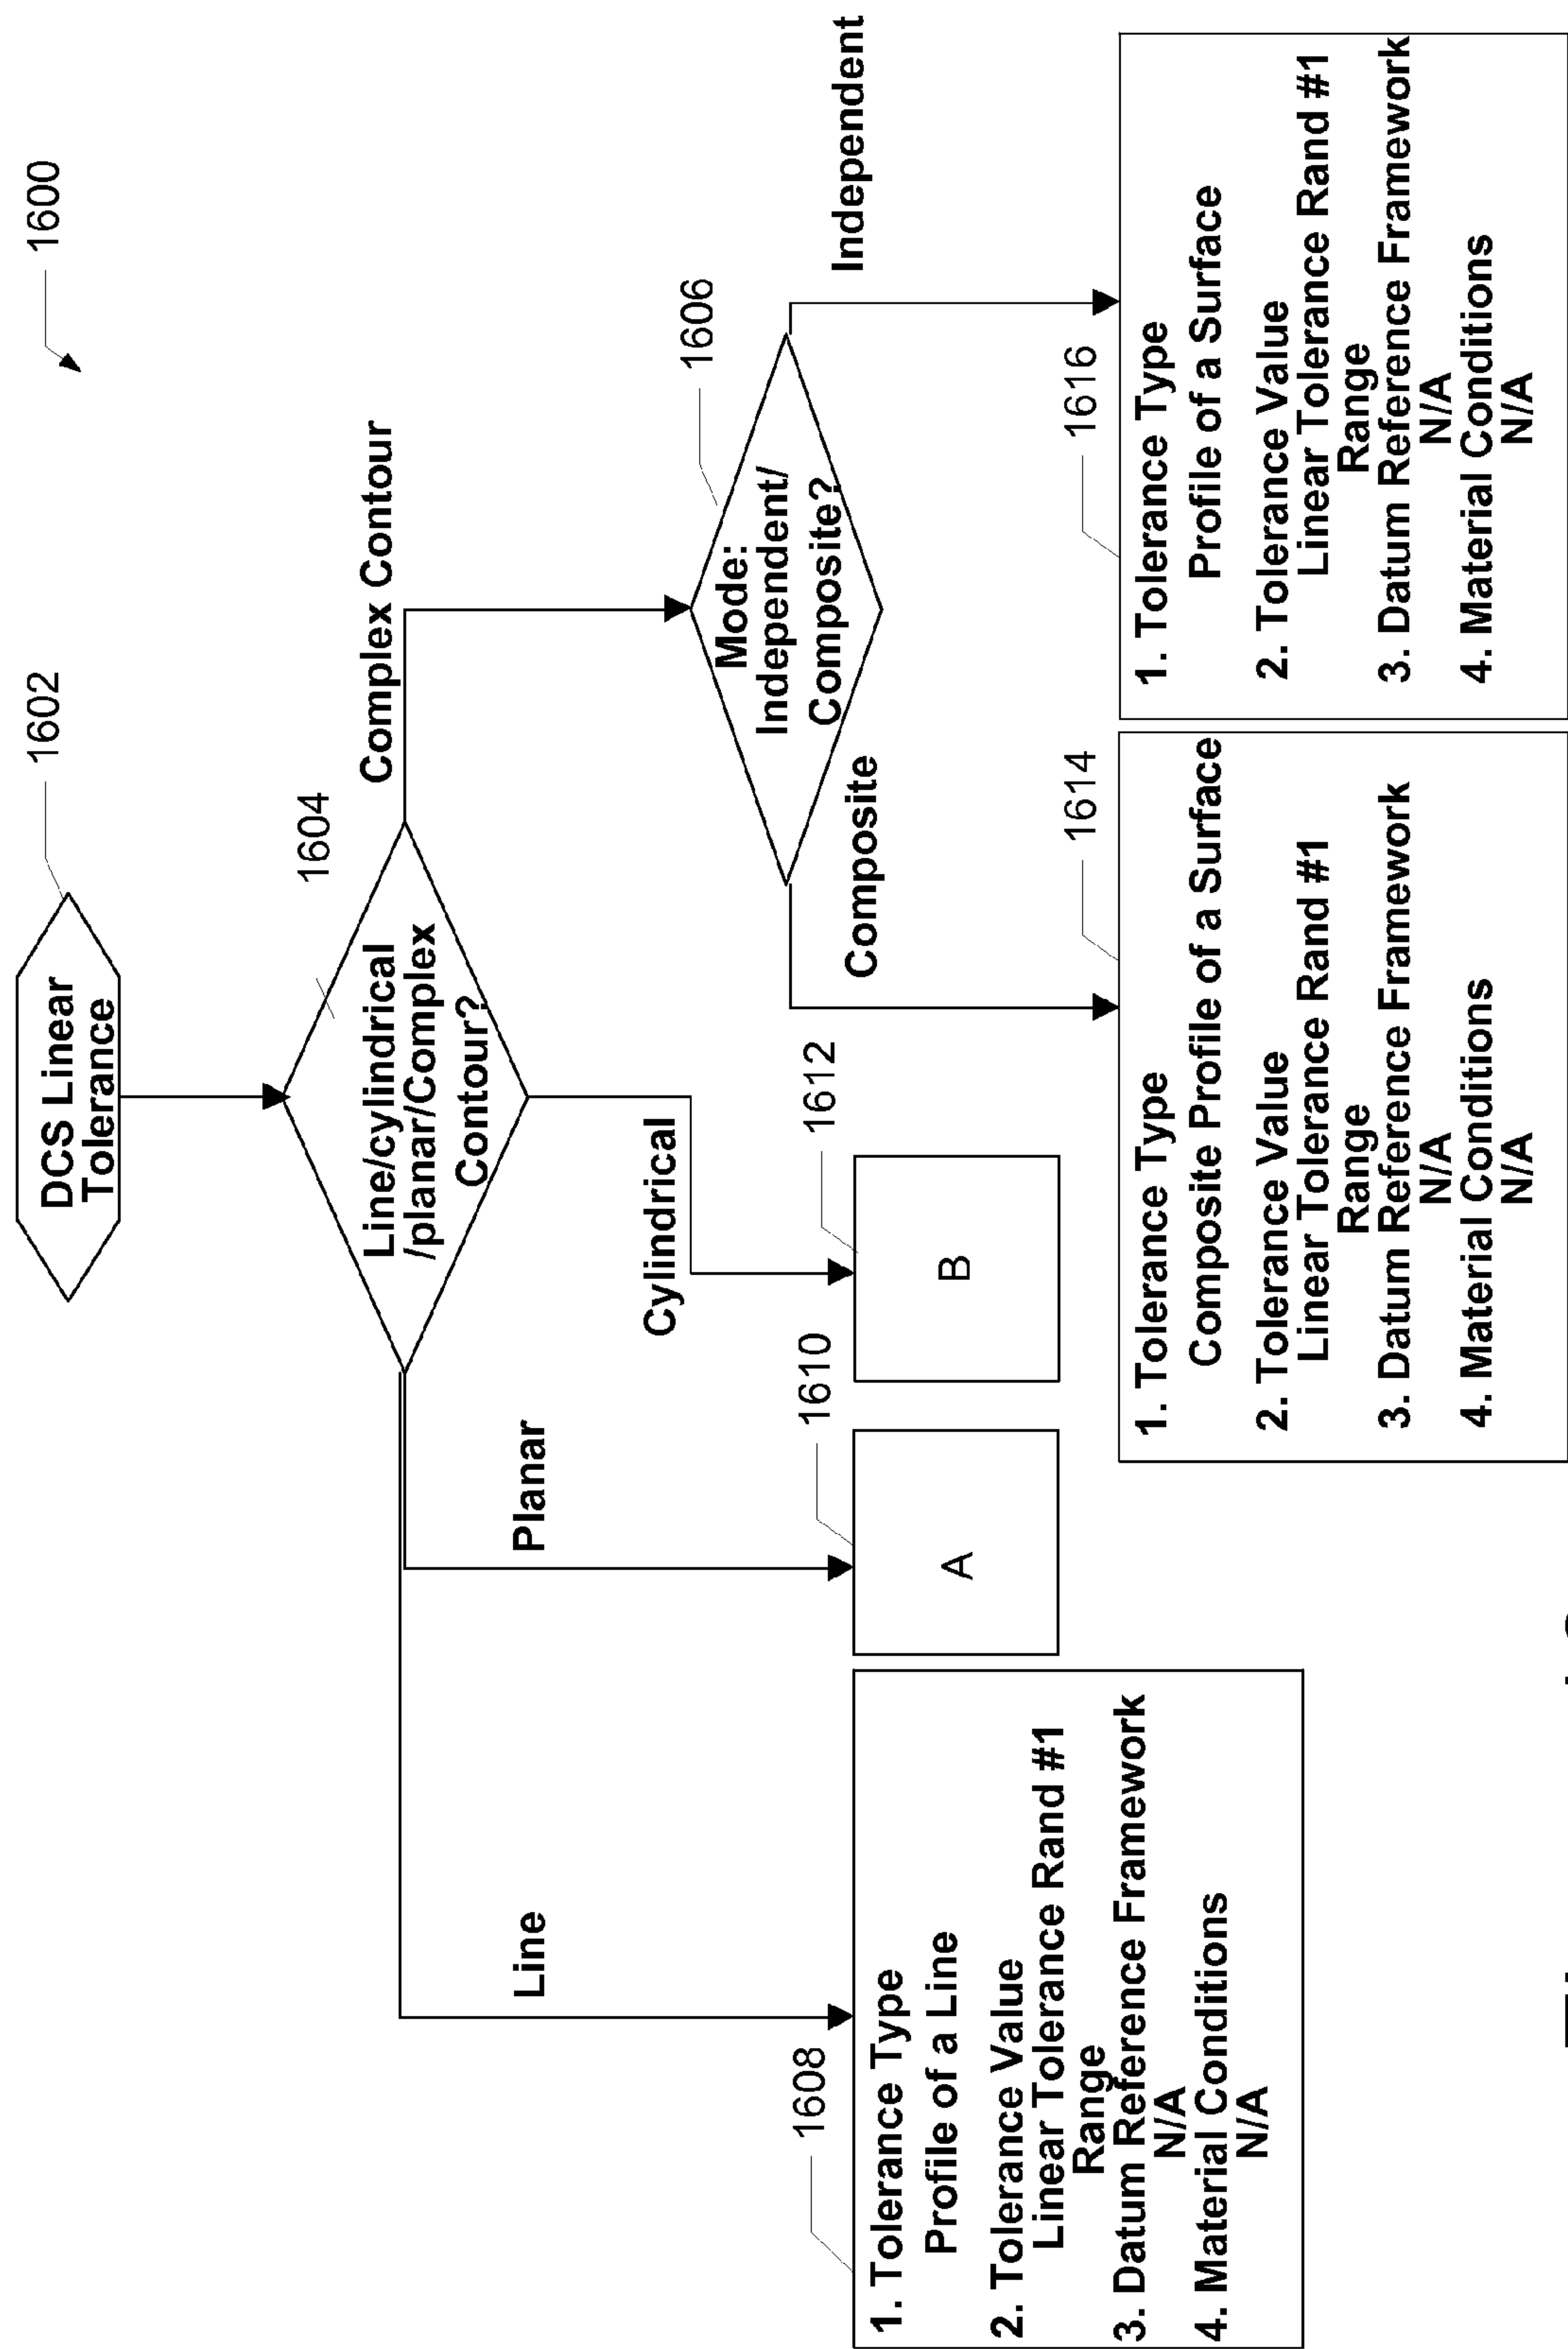 1600
1602
DCS Linear
Tolerance
1604
Line/cylindrical
/planar/Complex
Contour?
Complex Contour
Line
Planar
Cylindrical
1606
Mode:
Independent/
Composite?
Composite
Independent
1608
1. Tolerance Type
Profile of a Line
2. Tolerance Value
Linear Tolerance Rand #1
Range
3. Datum Reference Framework
N/A
4. Material Conditions
N/A
1610
A
1612
B
1614
1. Tolerance Type
Composite Profile of a Surface
2. Tolerance Value
Linear Tolerance Rand #1
Range
3. Datum Reference Framework
N/A
4. Material Conditions
N/A
1616
1. Tolerance Type
Profile of a Surface
2. Tolerance Value
Linear Tolerance Rand #1
Range
3. Datum Reference Framework
N/A
4. Material Conditions
N/A